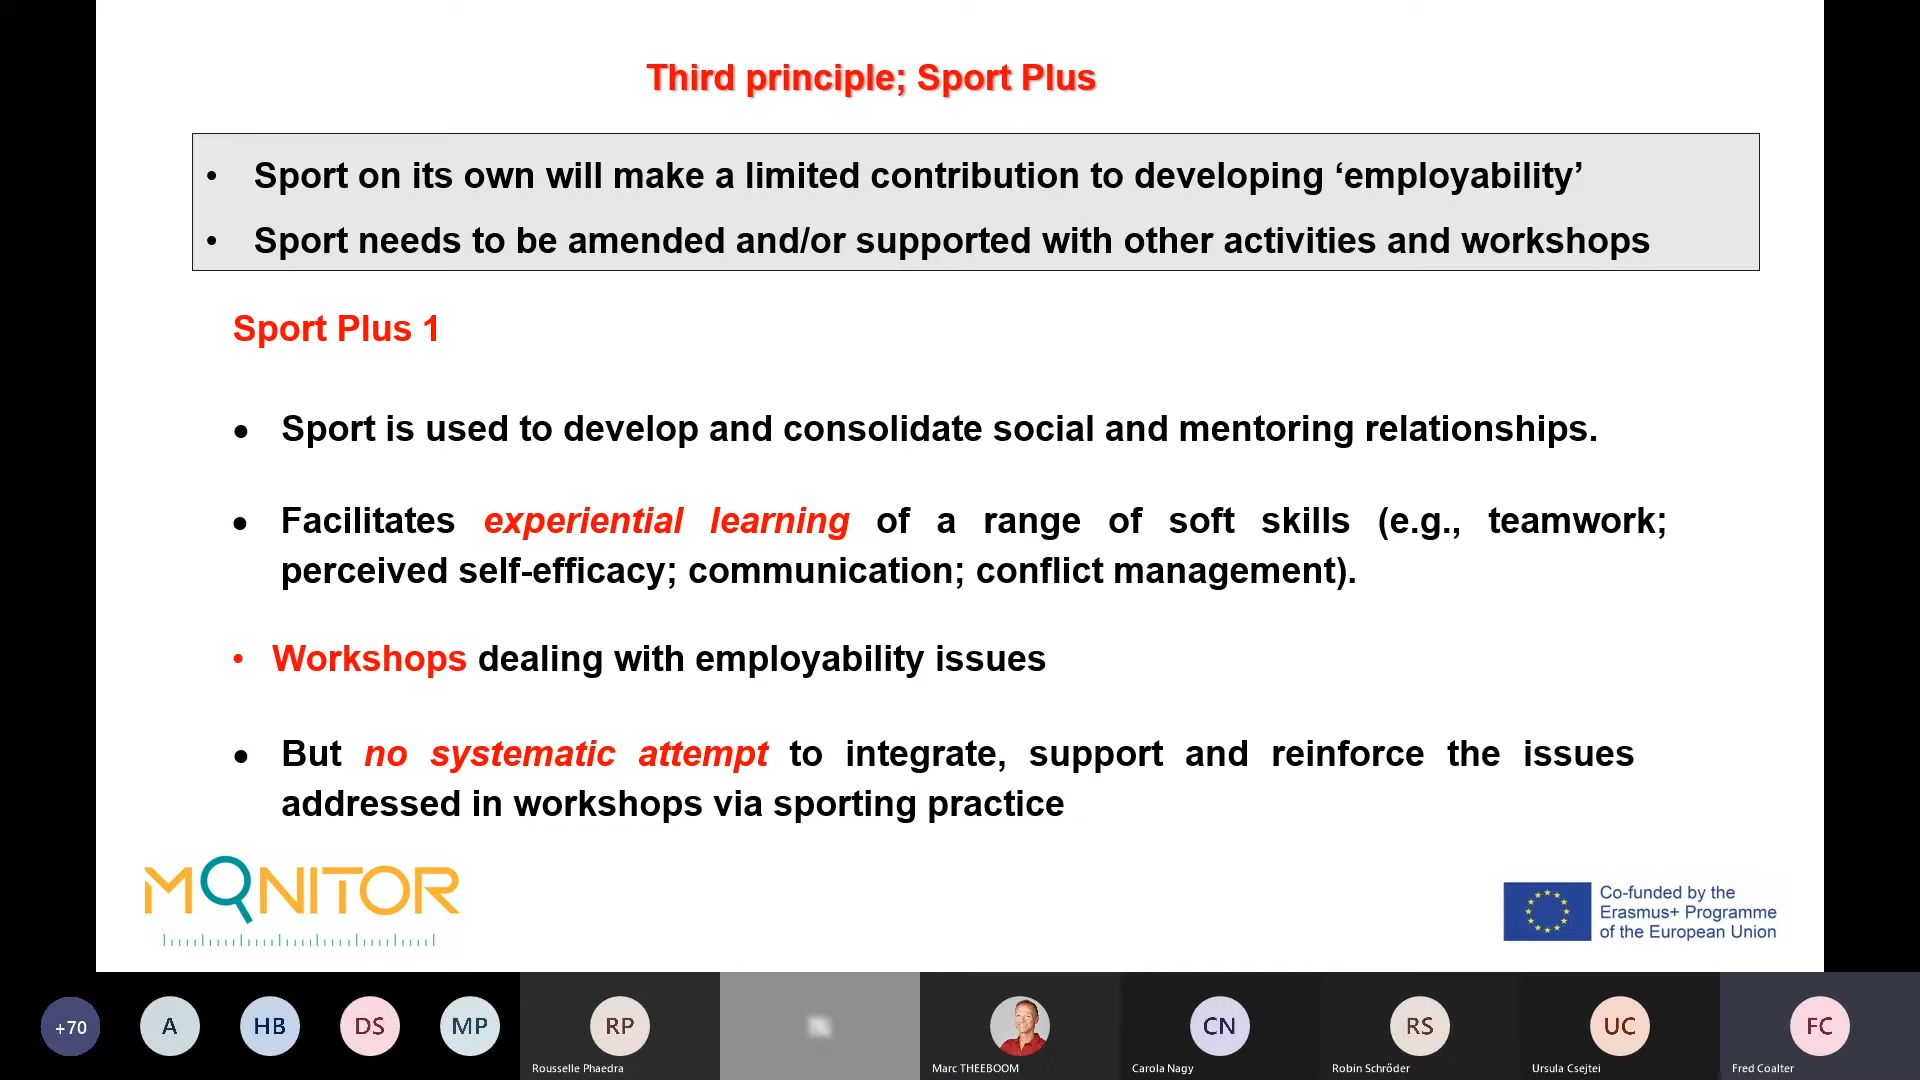 Third principle; Sport Plus
• Sport on its own will make a limited contribution to developing ‘employability’
• Sport needs to be amended and/or supported with other activities and workshops
Sport Plus 1
• Sport is used to develop and consolidate social and mentoring relationships.
• Facilitates experiential learning of a range of soft skills (e.g., teamwork;
perceived self-efficacy; communication; conflict management).
• Workshops dealing with employability issues
• But no systematic attempt to integrate, support and reinforce the issues
addressed in workshops via sporting practice
MONITOR
Co-funded by the
Erasmus+ Programme
of the European Union
+70 A HB DS MP RP CN RS UC FC
Rousselle Phaedra Marc THEEBOOM Carola Nagy Robin Schröder Ursula Csejtei Fred Coalter